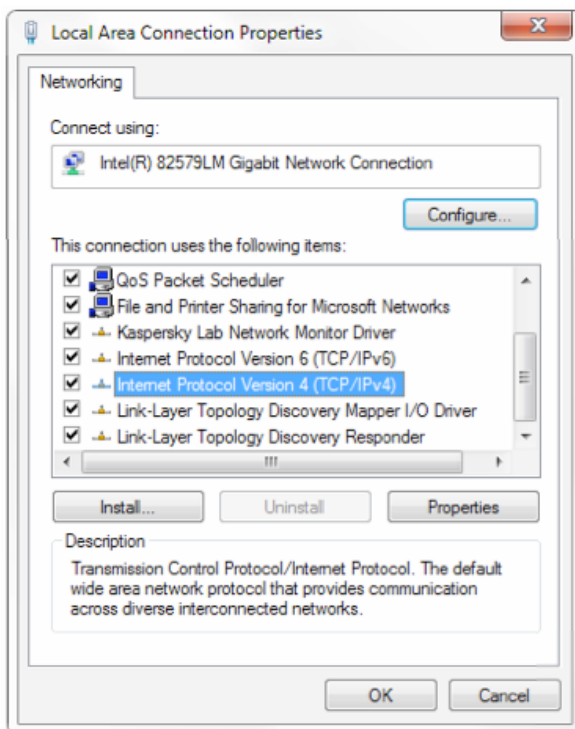 Local Area Connection Properties
Networking
Connect using:
Intel(R) 82579LM Gigabit Network Connection
Configure...
This connection uses the following items:
QoS Packet Scheduler
File and Printer Sharing for Microsoft Networks
Kaspersky Lab Network Monitor Driver
Internet Protocol Version 6 (TCP/IPv6)
Internet Protocol Version 4 (TCP/IPv4)
Link-Layer Topology Discovery Mapper I/O Driver
Link-Layer Topology Discovery Responder
Install... Uninstall Properties
Description
Transmission Control Protocol/Internet Protocol. The default
wide area network protocol that provides communication
across diverse interconnected networks.
OK Cancel